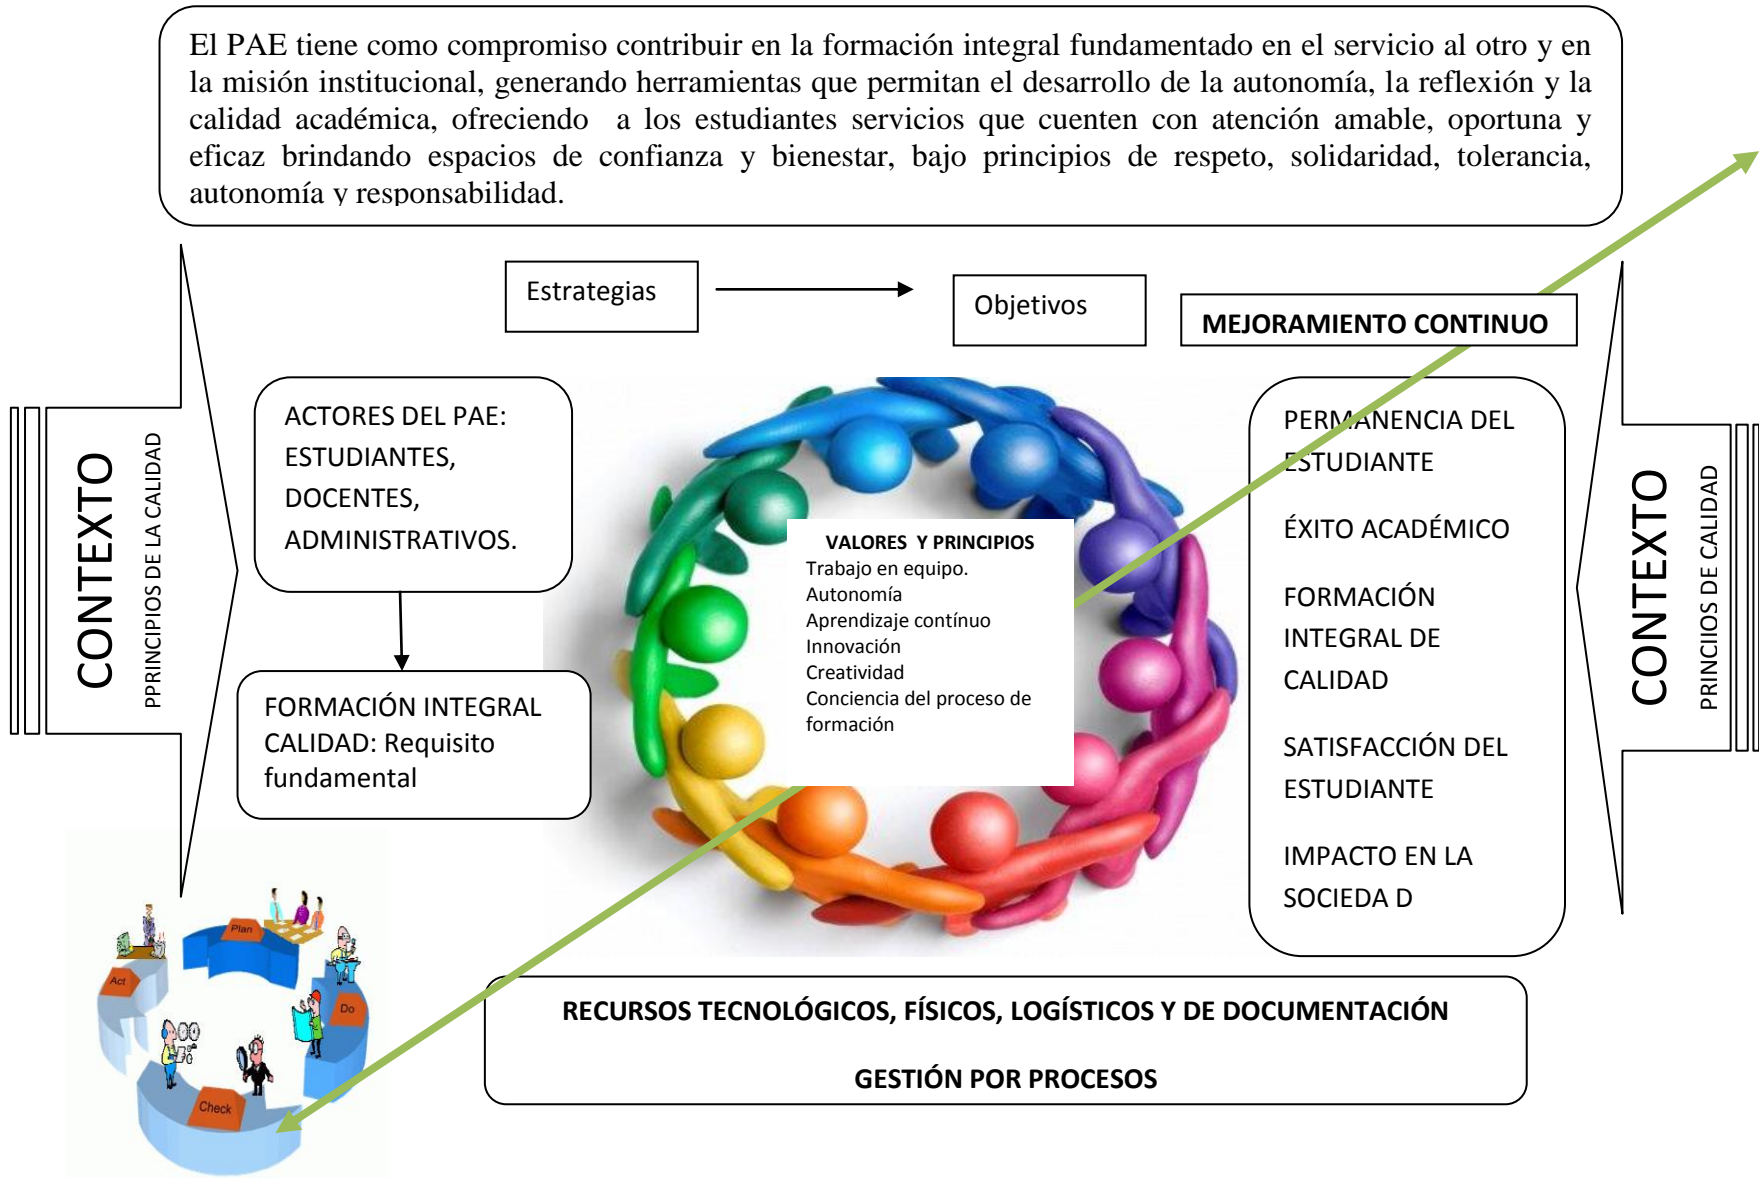 El PAE tiene como compromiso contribuir en la formación integral fundamentado en el servicio al otro y en
la misión institucional, generando herramientas que permitan el desarrollo de la autonomía, la reflexión y la
calidad académica, ofreciendo a los estudiantes servicios que cuenten con atención amable, oportuna y
eficaz brindando espacios de confianza y bienestar, bajo principios de respeto, solidaridad, tolerancia,
autonomía y responsabilidad.
Estrategias
Objetivos
MEJORAMIENTO CONTINUO
CONTEXTO
PPRINCIPIOS DE LA CALIDAD
ACTORES DEL PAE:
ESTUDIANTES,
DOCENTES,
ADMINISTRATIVOS.
FORMACIÓN INTEGRAL
CALIDAD: Requisito
fundamental
VALORES Y PRINCIPIOS
Trabajo en equipo.
Autonomía
Aprendizaje contínuo
Innovación
Creatividad
Conciencia del proceso de
formación
PERMANENCIA DEL
ESTUDIANTE
ÉXITO ACADÉMICO
FORMACIÓN
INTEGRAL DE
CALIDAD
SATISFACCIÓN DEL
ESTUDIANTE
IMPACTO EN LA
SOCIEDA D
CONTEXTO
PRINCIIOS DE CALIDAD
Plan
Act
Do
Check
RECURSOS TECNOLÓGICOS, FÍSICOS, LOGÍSTICOS Y DE DOCUMENTACIÓN
GESTIÓN POR PROCESOS